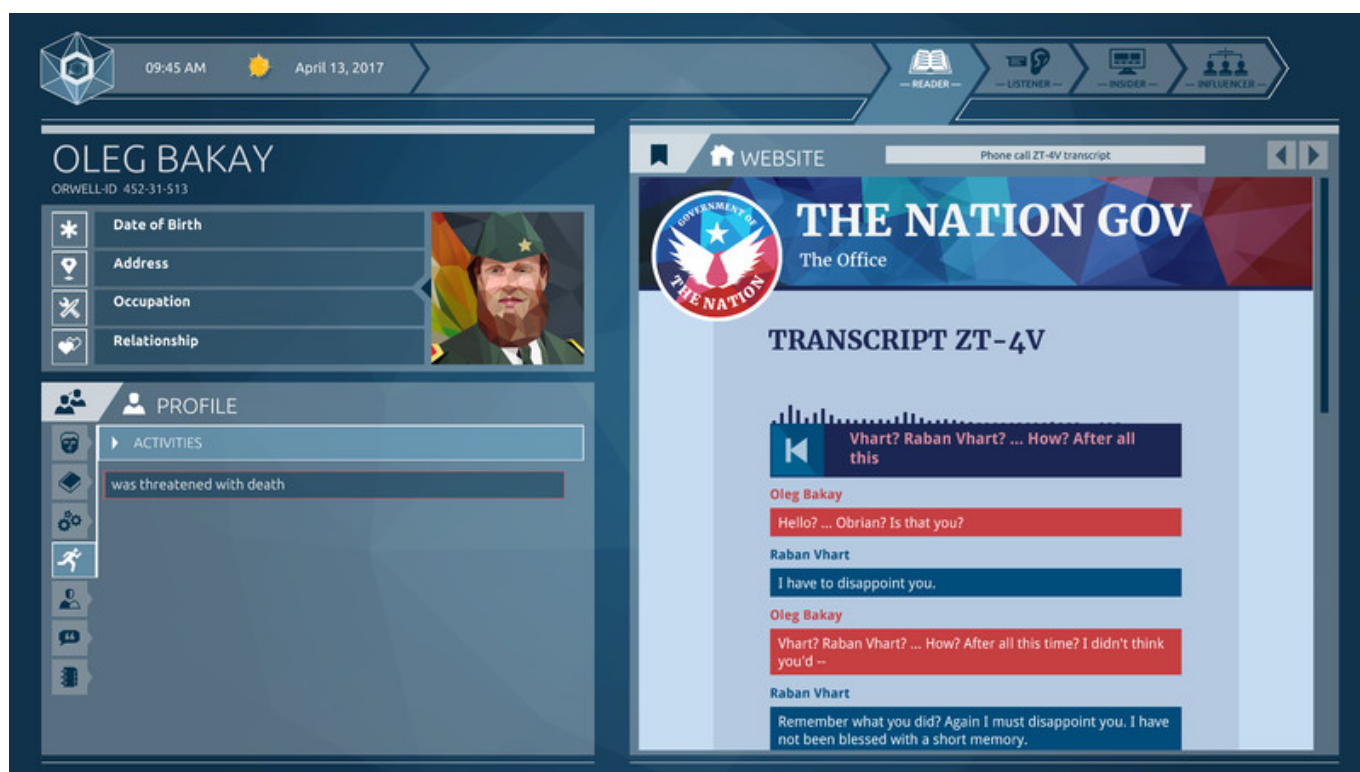 09:45 AM
April 13, 2017
READER
LISTENER
INSIDER
INFLUENCER
OLEG BAKAY
ORWELL-ID 452-31-513
Date of Birth
Address
Occupation
Relationship
PROFILE
ACTIVITIES
was threatened with death
WEBSITE
Phone call ZT-4V transcript
GOVERNMENT OF
THE NATION
THE NATION GOV
The Office
TRANSCRIPT ZT-4V
Vhart? Raban Vhart? ... How? After all
this
Oleg Bakay
Hello? ... Obrian? Is that you?
Raban Vhart
I have to disappoint you.
Oleg Bakay
Vhart? Raban Vhart? ... How? After all this time? I didn't think
you'd --
Raban Vhart
Remember what you did? Again I must disappoint you. I have
not been blessed with a short memory.